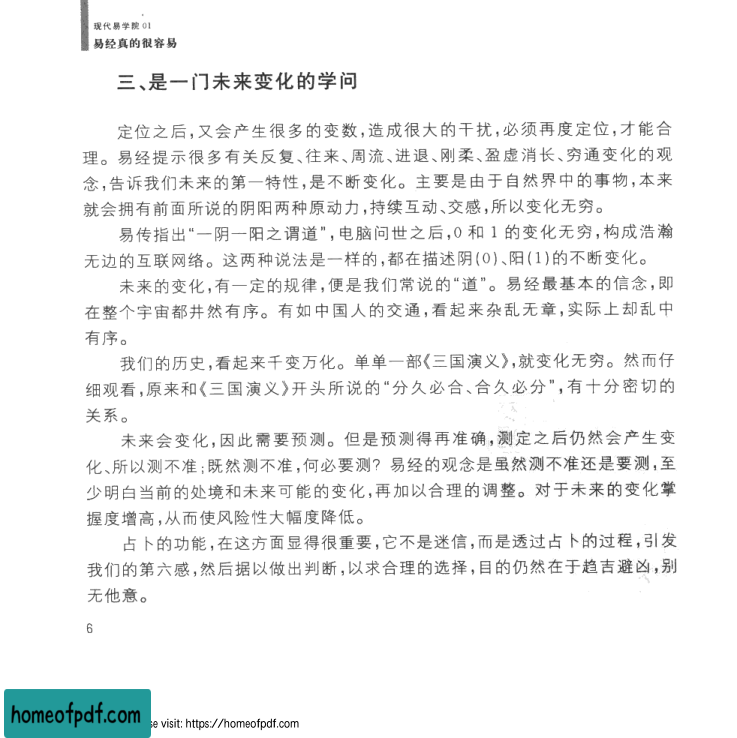 现代易学院 01
易经真的很容易
三、是一门未来变化的学问
定位之后,又会产生很多的变数,造成很大的干扰,必须再度定位,才能合
理。易经提示很多有关反复、往来、周流、进退、刚柔、盈虚消长、穷通变化的观
念,告诉我们未来的第一特性,是不断变化。主要是由于自然界中的事物,本来
就会拥有前面所说的阴阳两种原动力,持续互动、交感,所以变化无穷。
易传指出“一阴一阳之谓道”,电脑问世之后,0 和 1 的变化无穷,构成浩瀚
无边的互联网络。这两种说法是一样的,都在描述阴(0)、阳(1)的不断变化。
未来的变化,有一定的规律,便是我们常说的“道”。易经最基本的信念,即
在整个宇宙都井然有序。有如中国人的交通,看起来杂乱无章,实际上却乱中
有序。
我们的历史,看起来千变万化。单单一部《三国演义》,就变化无穷。然而仔
细观看,原来和《三国演义》开头所说的“分久必合、合久必分”,有十分密切的
关系。
未来会变化,因此需要预测。但是预测得再准确,测定之后仍然会产生变
化、所以测不准;既然测不准,何必要测? 易经的观念是虽然测不准还是要测,至
少明白当前的处境和未来可能的变化,再加以合理的调整。对于未来的变化掌
握度增高,从而使风险性大幅度降低。
占卜的功能,在这方面显得很重要,它不是迷信,而是透过占卜的过程,引发
我们的第六感,然后据以做出判断,以求合理的选择,目的仍然在于趋吉避凶,别
无他意。
6
homeofpdf.com
se visit: https://homeofpdf.com